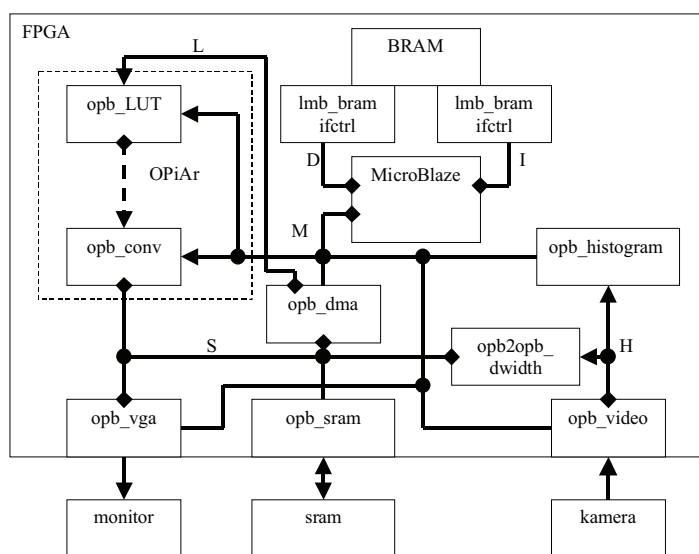 FPGA
L
BRAM
opb_LUT
lmb_bram
ifctrl
lmb_bram
ifctrl
D
I
OPiAr
MicroBlaze
M
opb_conv
opb_histogram
opb_dma
S
opb2opb_
dwidth
H
opb_vga
opb_sram
opb_video
monitor
sram
kamera